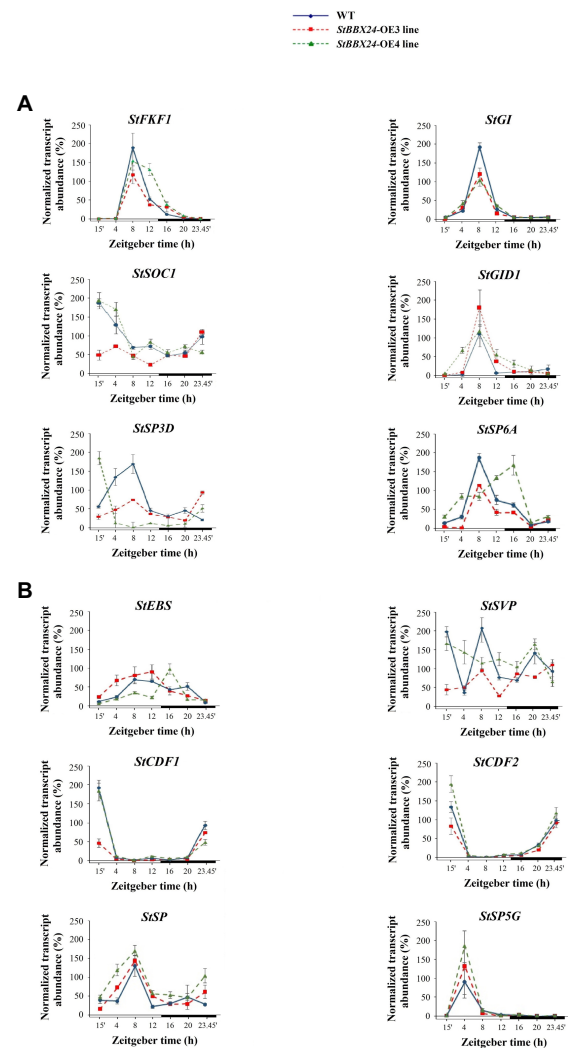 WT
StBBX24-OE3 line
StBBX24-OE4 line
A
StFKF1
Normalized transcript
abundance (%)
250
200
150
100
50
0
15' 4 8 12 16 20 23.45'
Zeitgeber time (h)
StGI
Normalized transcript
abundance (%)
250
200
150
100
50
0
15' 4 8 12 16 20 23.45'
Zeitgeber time (h)
StSOC1
Normalized transcript
abundance (%)
250
200
150
100
50
0
15' 4 8 12 16 20 23.45'
Zeitgeber time (h)
StGID1
Normalized transcript
abundance (%)
250
200
150
100
50
0
15' 4 8 12 16 20 23.45'
Zeitgeber time (h)
StSP3D
Normalized transcript
abundance (%)
250
200
150
100
50
0
15' 4 8 12 16 20 23.45'
Zeitgeber time (h)
StSP6A
Normalized transcript
abundance (%)
250
200
150
100
50
0
15' 4 8 12 16 20 23.45'
Zeitgeber time (h)
B
StEBS
Normalized transcript
abundance (%)
250
200
150
100
50
0
15' 4 8 12 16 20 23.45'
Zeitgeber time (h)
StSVP
Normalized transcript
abundance (%)
250
200
150
100
50
0
15' 4 8 12 16 20 23.45'
Zeitgeber time (h)
StCDF1
Normalized transcript
abundance (%)
250
200
150
100
50
0
15' 4 8 12 16 20 23.45'
Zeitgeber time (h)
StCDF2
Normalized transcript
abundance (%)
250
200
150
100
50
0
15' 4 8 12 16 20 23.45'
Zeitgeber time (h)
StSP
Normalized transcript
abundance (%)
250
200
150
100
50
0
15' 4 8 12 16 20 23.45'
Zeitgeber time (h)
StSP5G
Normalized transcript
abundance (%)
250
200
150
100
50
0
15' 4 8 12 16 20 23.45'
Zeitgeber time (h)